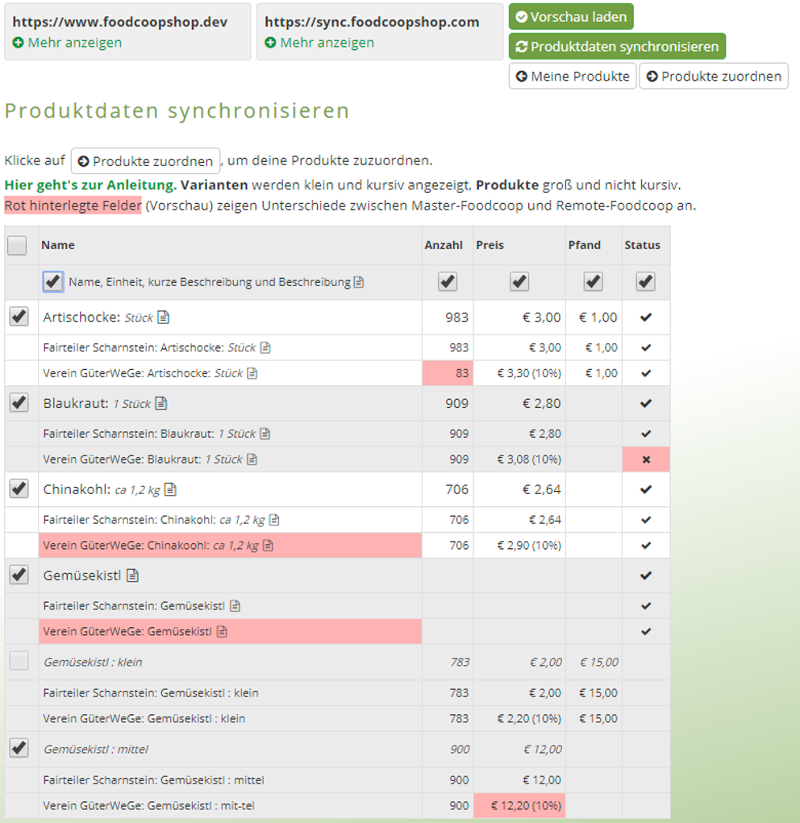 https://www.foodcoopshop.dev
Mehr anzeigen
https://sync.foodcoopshop.com
Mehr anzeigen
Vorschau laden
Produktdaten synchronisieren
Meine Produkte
Produkte zuordnen
Produktdaten synchronisieren
Klicke auf Produkte zuordnen, um deine Produkte zuzuordnen.
Hier geht's zur Anleitung. Varianten werden klein und kursiv angezeigt, Produkte groß und nicht kursiv.
Rot hinterlegte Felder (Vorschau) zeigen Unterschiede zwischen Master-Foodcoop und Remote-Foodcoop an.
Name Anzahl Preis Pfand Status
Name, Einheit, kurze Beschreibung und Beschreibung
Artischocke: Stück 983 € 3,00 € 1,00
Fairteiler Scharnstein: Artischocke: Stück 983 € 3,00 € 1,00
Verein GüterWeGe: Artischocke: Stück 83 € 3,30 (10%) € 1,00
Blaukraut: 1 Stück 909 € 2,80
Fairteiler Scharnstein: Blaukraut: 1 Stück 909 € 2,80
Verein GüterWeGe: Blaukraut: 1 Stück 909 € 3,08 (10%)
Chinakohl: ca 1,2 kg 706 € 2,64
Fairteiler Scharnstein: Chinakohl: ca 1,2 kg 706 € 2,64
Verein GüterWeGe: Chinakoohl: ca 1,2 kg 706 € 2,90 (10%)
Gemüsekistl
Fairteiler Scharnstein: Gemüsekistl
Verein GüterWeGe: Gemüsekistl
Gemüsekistl : klein 783 € 2,00 € 15,00
Fairteiler Scharnstein: Gemüsekistl : klein 783 € 2,00 € 15,00
Verein GüterWeGe: Gemüsekistl : klein 783 € 2,20 (10%) € 15,00
Gemüsekistl : mittel 900 € 12,00
Fairteiler Scharnstein: Gemüsekistl : mittel 900 € 12,00
Verein GüterWeGe: Gemüsekistl : mit-tel 900 € 12,20 (10%)